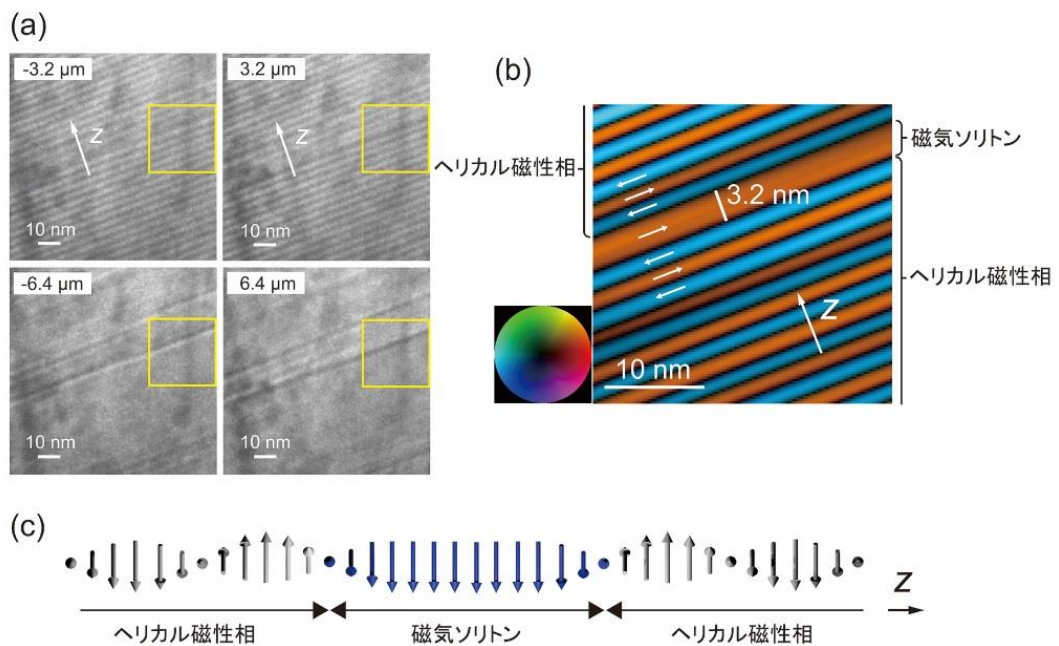 (a)
-3.2 μm
3.2 μm
z
z
10 nm
10 nm
-6.4 μm
6.4 μm
10 nm
10 nm
(b)
ヘリカル磁性相
磁気ソリトン
3.2 nm
ヘリカル磁性相
z
10 nm
(c)
z
ヘリカル磁性相
磁気ソリトン
ヘリカル磁性相